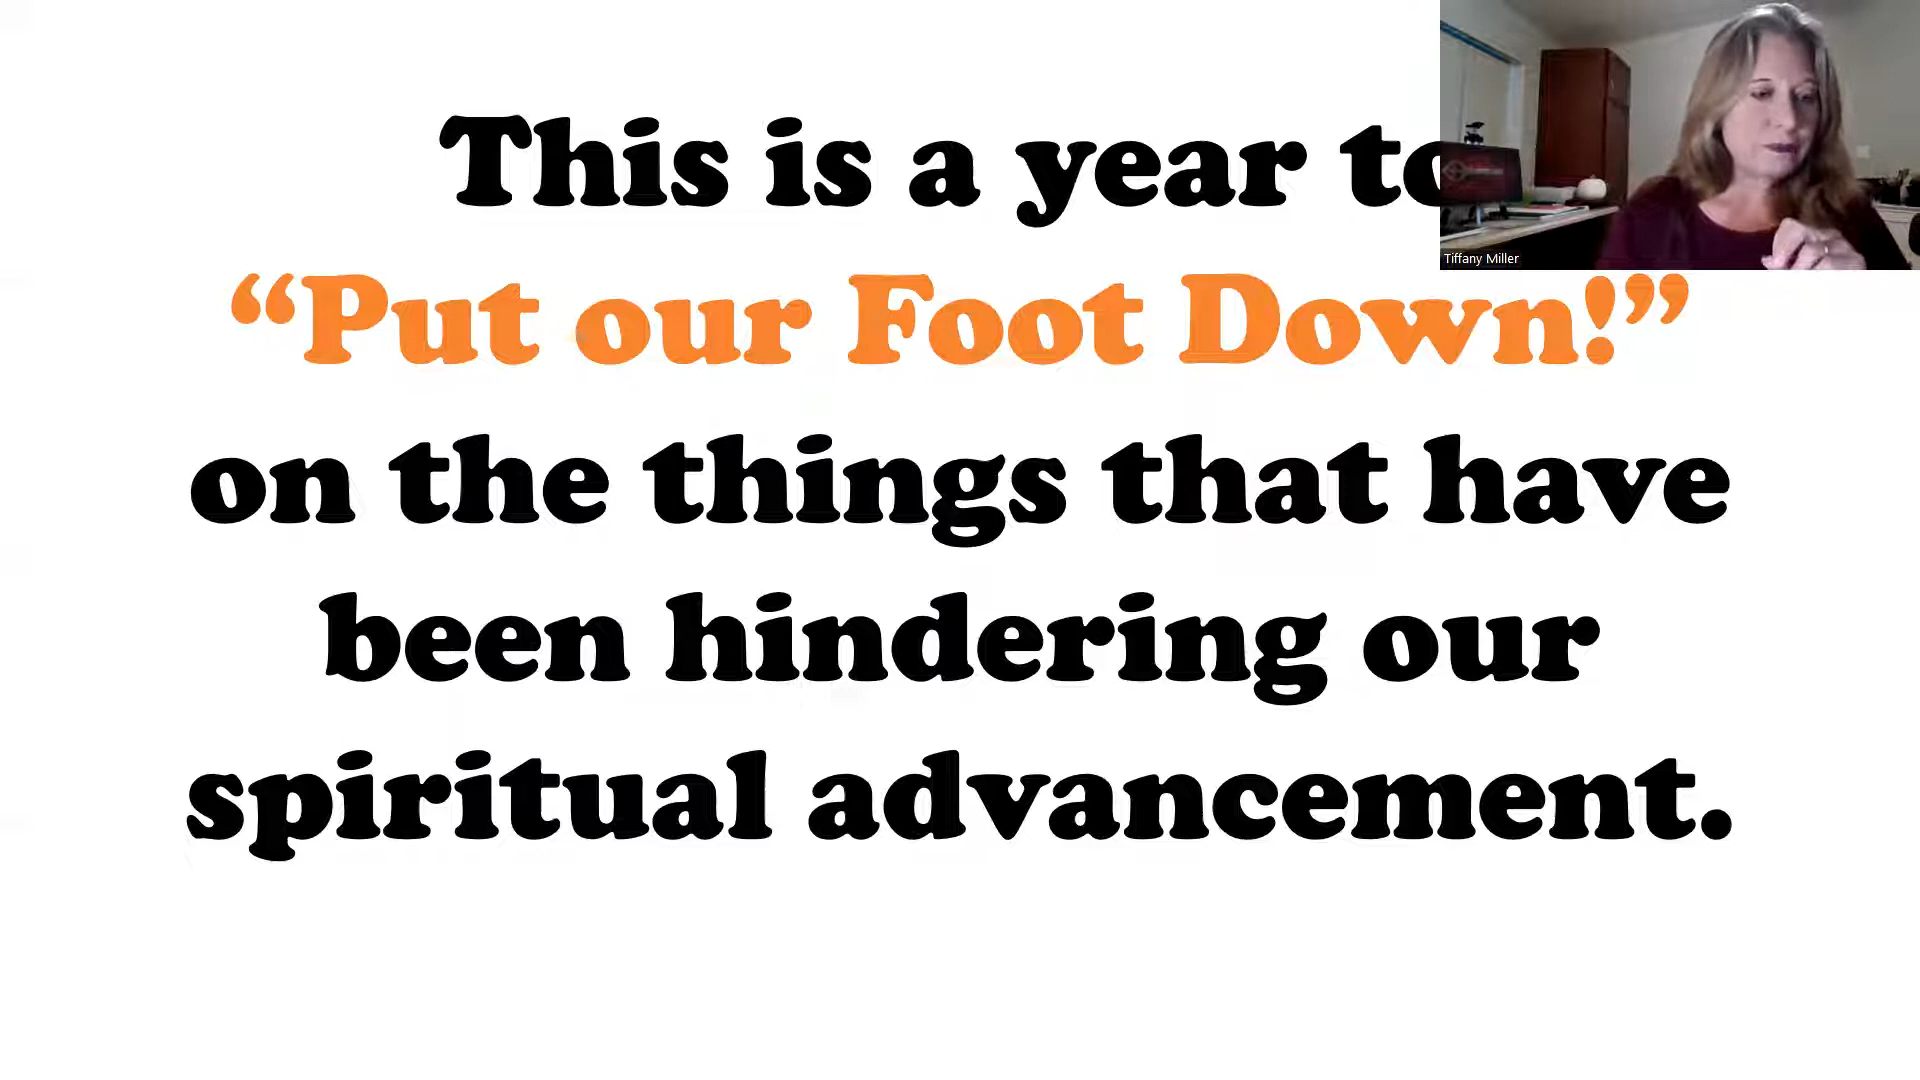 This is a year to
“Put our Foot Down!”
on the things that have
been hindering our
spiritual advancement.
Tiffany Miller